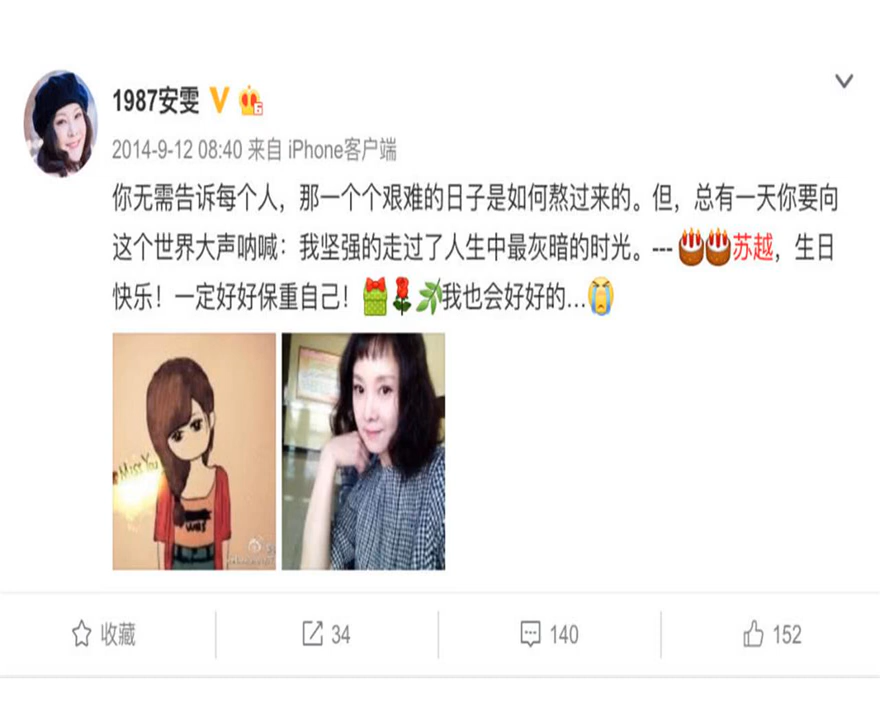 1987安雯
2014-9-12 08:40 来自 iPhone客户端
你无需告诉每个人，那一个个艰难的日子是如何熬过来的。但，总有一天你要向
这个世界大声呐喊：我坚强的走过了人生中最灰暗的时光。---苏越，生日
快乐！一定好好保重自己！我也会好好的...
Miss You
收藏
34
140
152